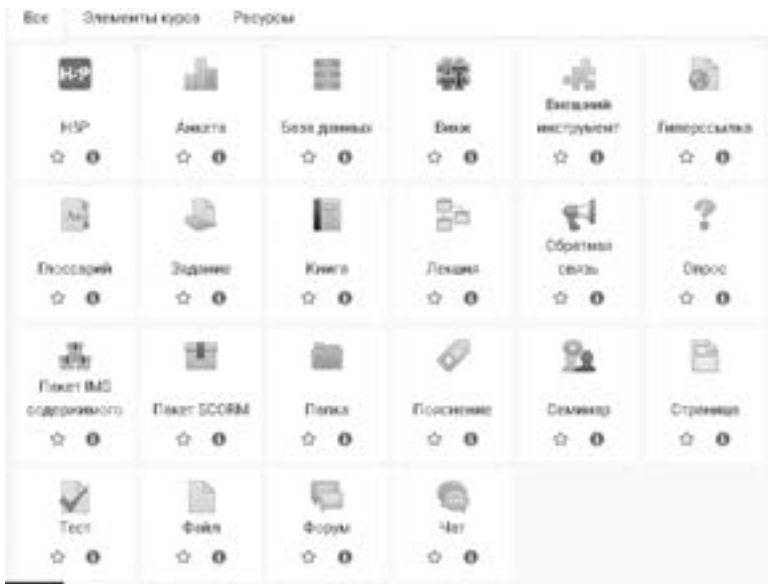 Все Элементы курса Ресурсы
H5P
H5P Анкета База данных Вики Внешний инструмент Гиперссылка
Глоссарий Задание Книга Лекция Обратная связь Опрос
Пакет IMS содержимого Пакет SCORM Папка Пояснение Семинар Страница
Тест Файл Форум Чат